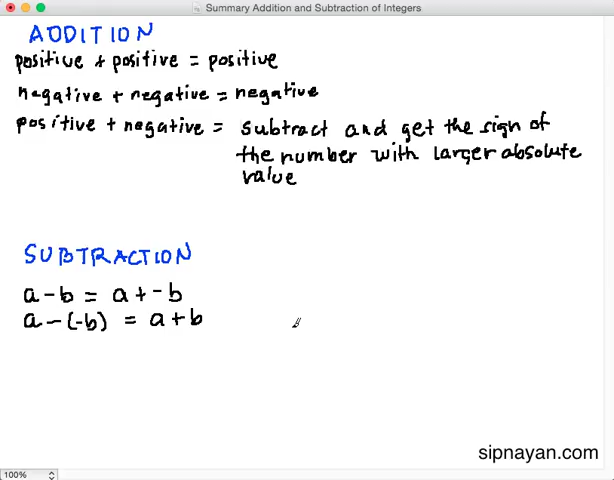 Summary Addition and Subtraction of Integers
ADDITION
positive + positive = positive
negative + negative = negative
positive + negative = subtract and get the sign of
the number with larger absolute
value
SUBTRACTION
a - b = a + -b
a - (-b) = a + b
sipnayan.com
100%